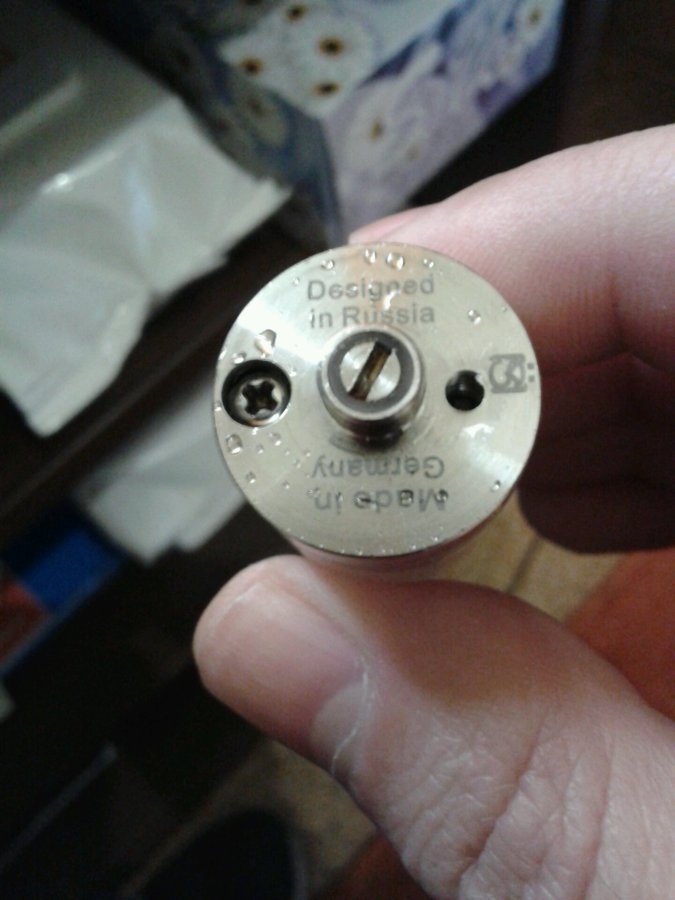 Designed
in Russia
Made in
Germany